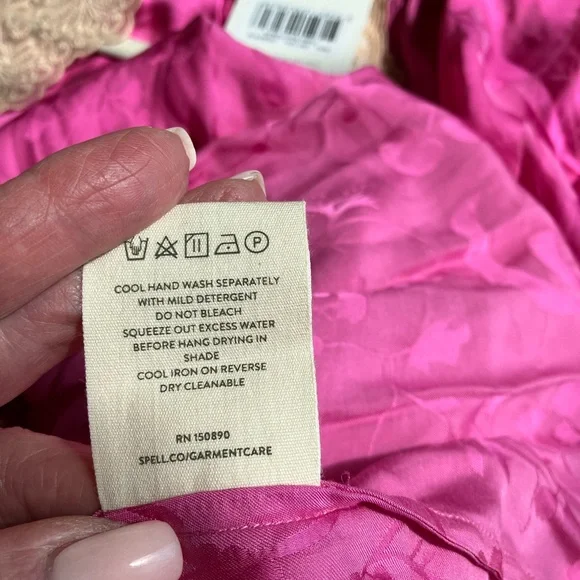 P
COOL HAND WASH SEPARATELY
WITH MILD DETERGENT
DO NOT BLEACH
SQUEEZE OUT EXCESS WATER
BEFORE HANG DRYING IN
SHADE
COOL IRON ON REVERSE
DRY CLEANABLE
RN 150890
SPELL.CO/GARMENTCARE